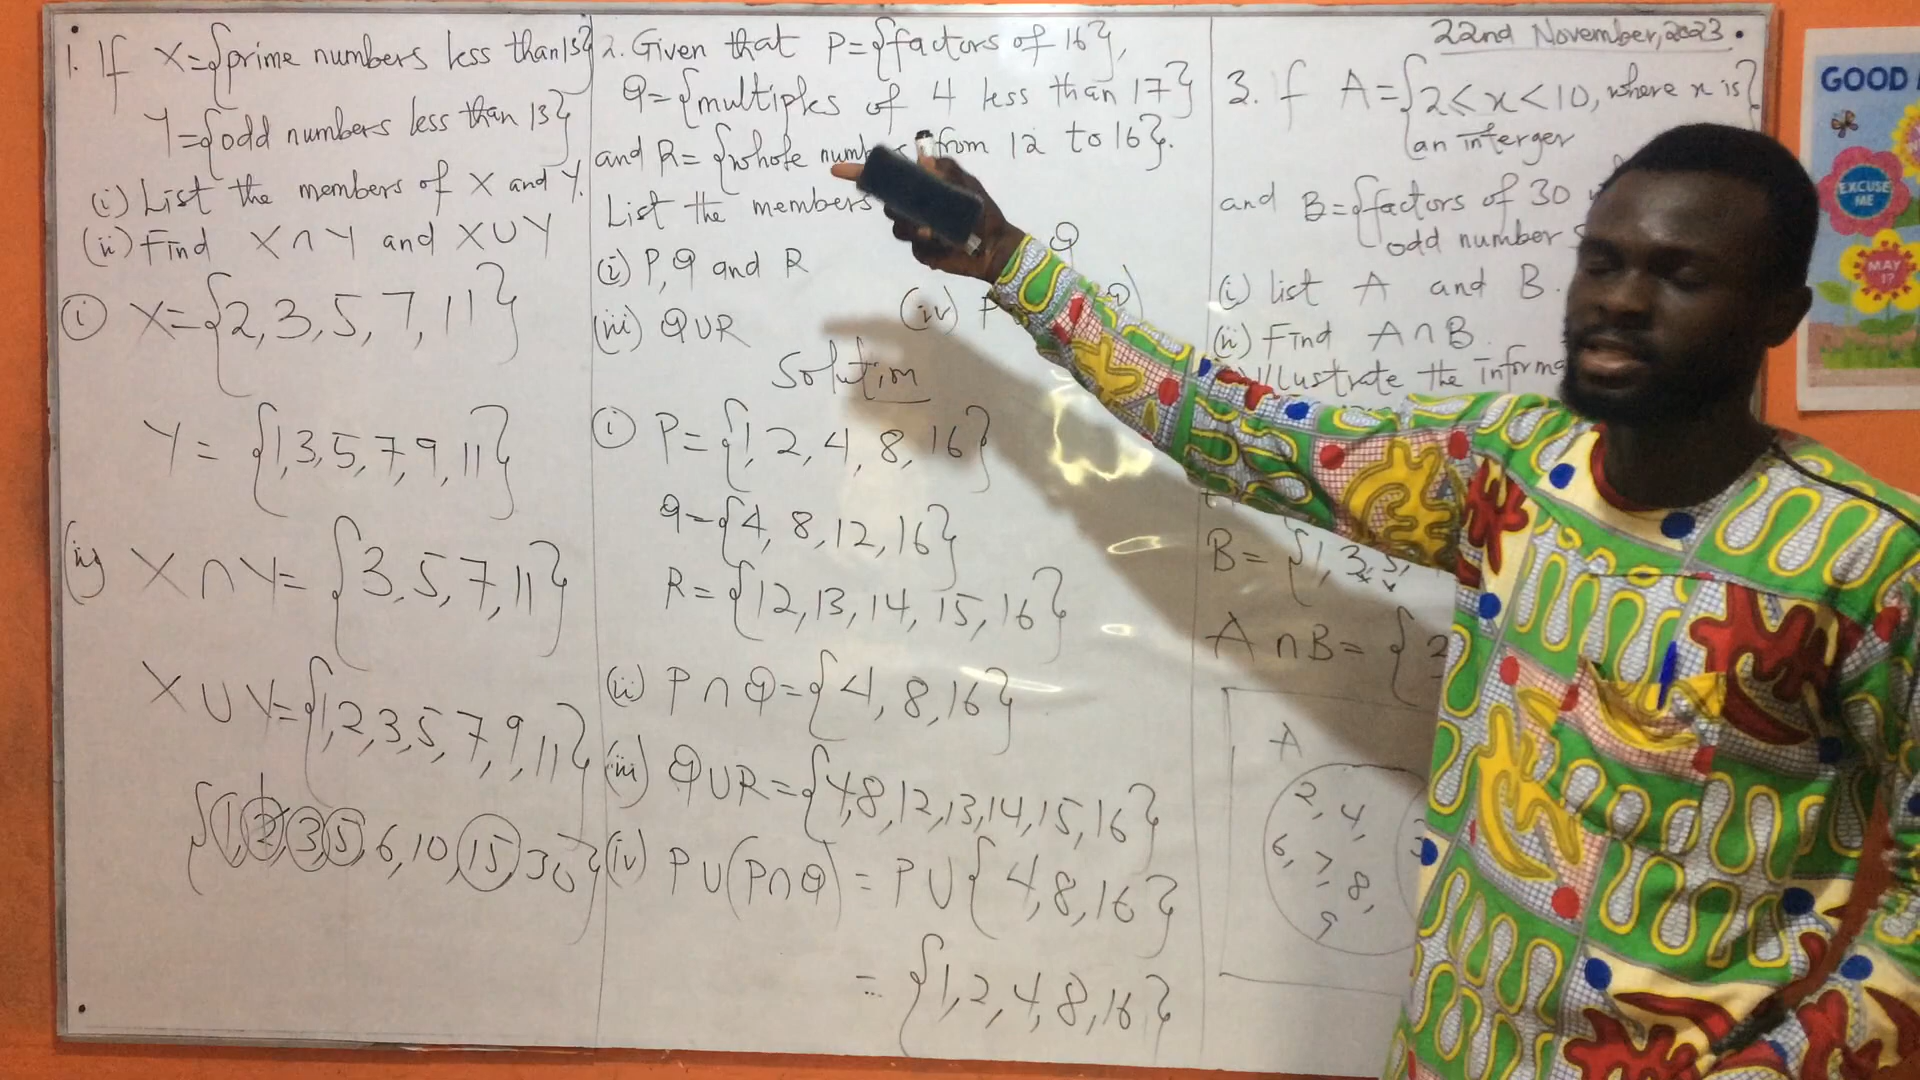 1. If X={prime numbers less than 13}
Y={odd numbers less than 13}
(i) List the members of X and Y.
(ii) Find X∩Y and X∪Y
(i) X={2,3,5,7,11}
Y={1,3,5,7,9,11}
(ii) X∩Y={3,5,7,11}
X∪Y={1,2,3,5,7,9,11}
{1,2,3,5,6,10,15,30}
2. Given that P={factors of 16},
Q={multiples of 4 less than 17}
and R={whole from 12 to 16}.
List the members
(i) P,Q and R
Q
(iii) Q∪R
(iv) P
Q)
Solution
(i) P={1,2,4,8,16}
Q={4,8,12,16}
R={12,13,14,15,16}
(ii) P∩Q={4,8,16}
(iii) Q∪R={4,8,12,13,14,15,16}
(iv) P∪(P∩Q)=P∪{4,8,16}
={1,2,4,8,16}
22nd November, 2023.
3. If A={2<x<10, where x is
an interger}
and B={factors of 30
odd number
(i) list A and B.
(ii) Find A∩B
Illustrate the
B={1,3,5,
A∩B={3
A
2, 4,
6, 7,
8,
9
GOOD
EXCUSE
ME
MAY
I?